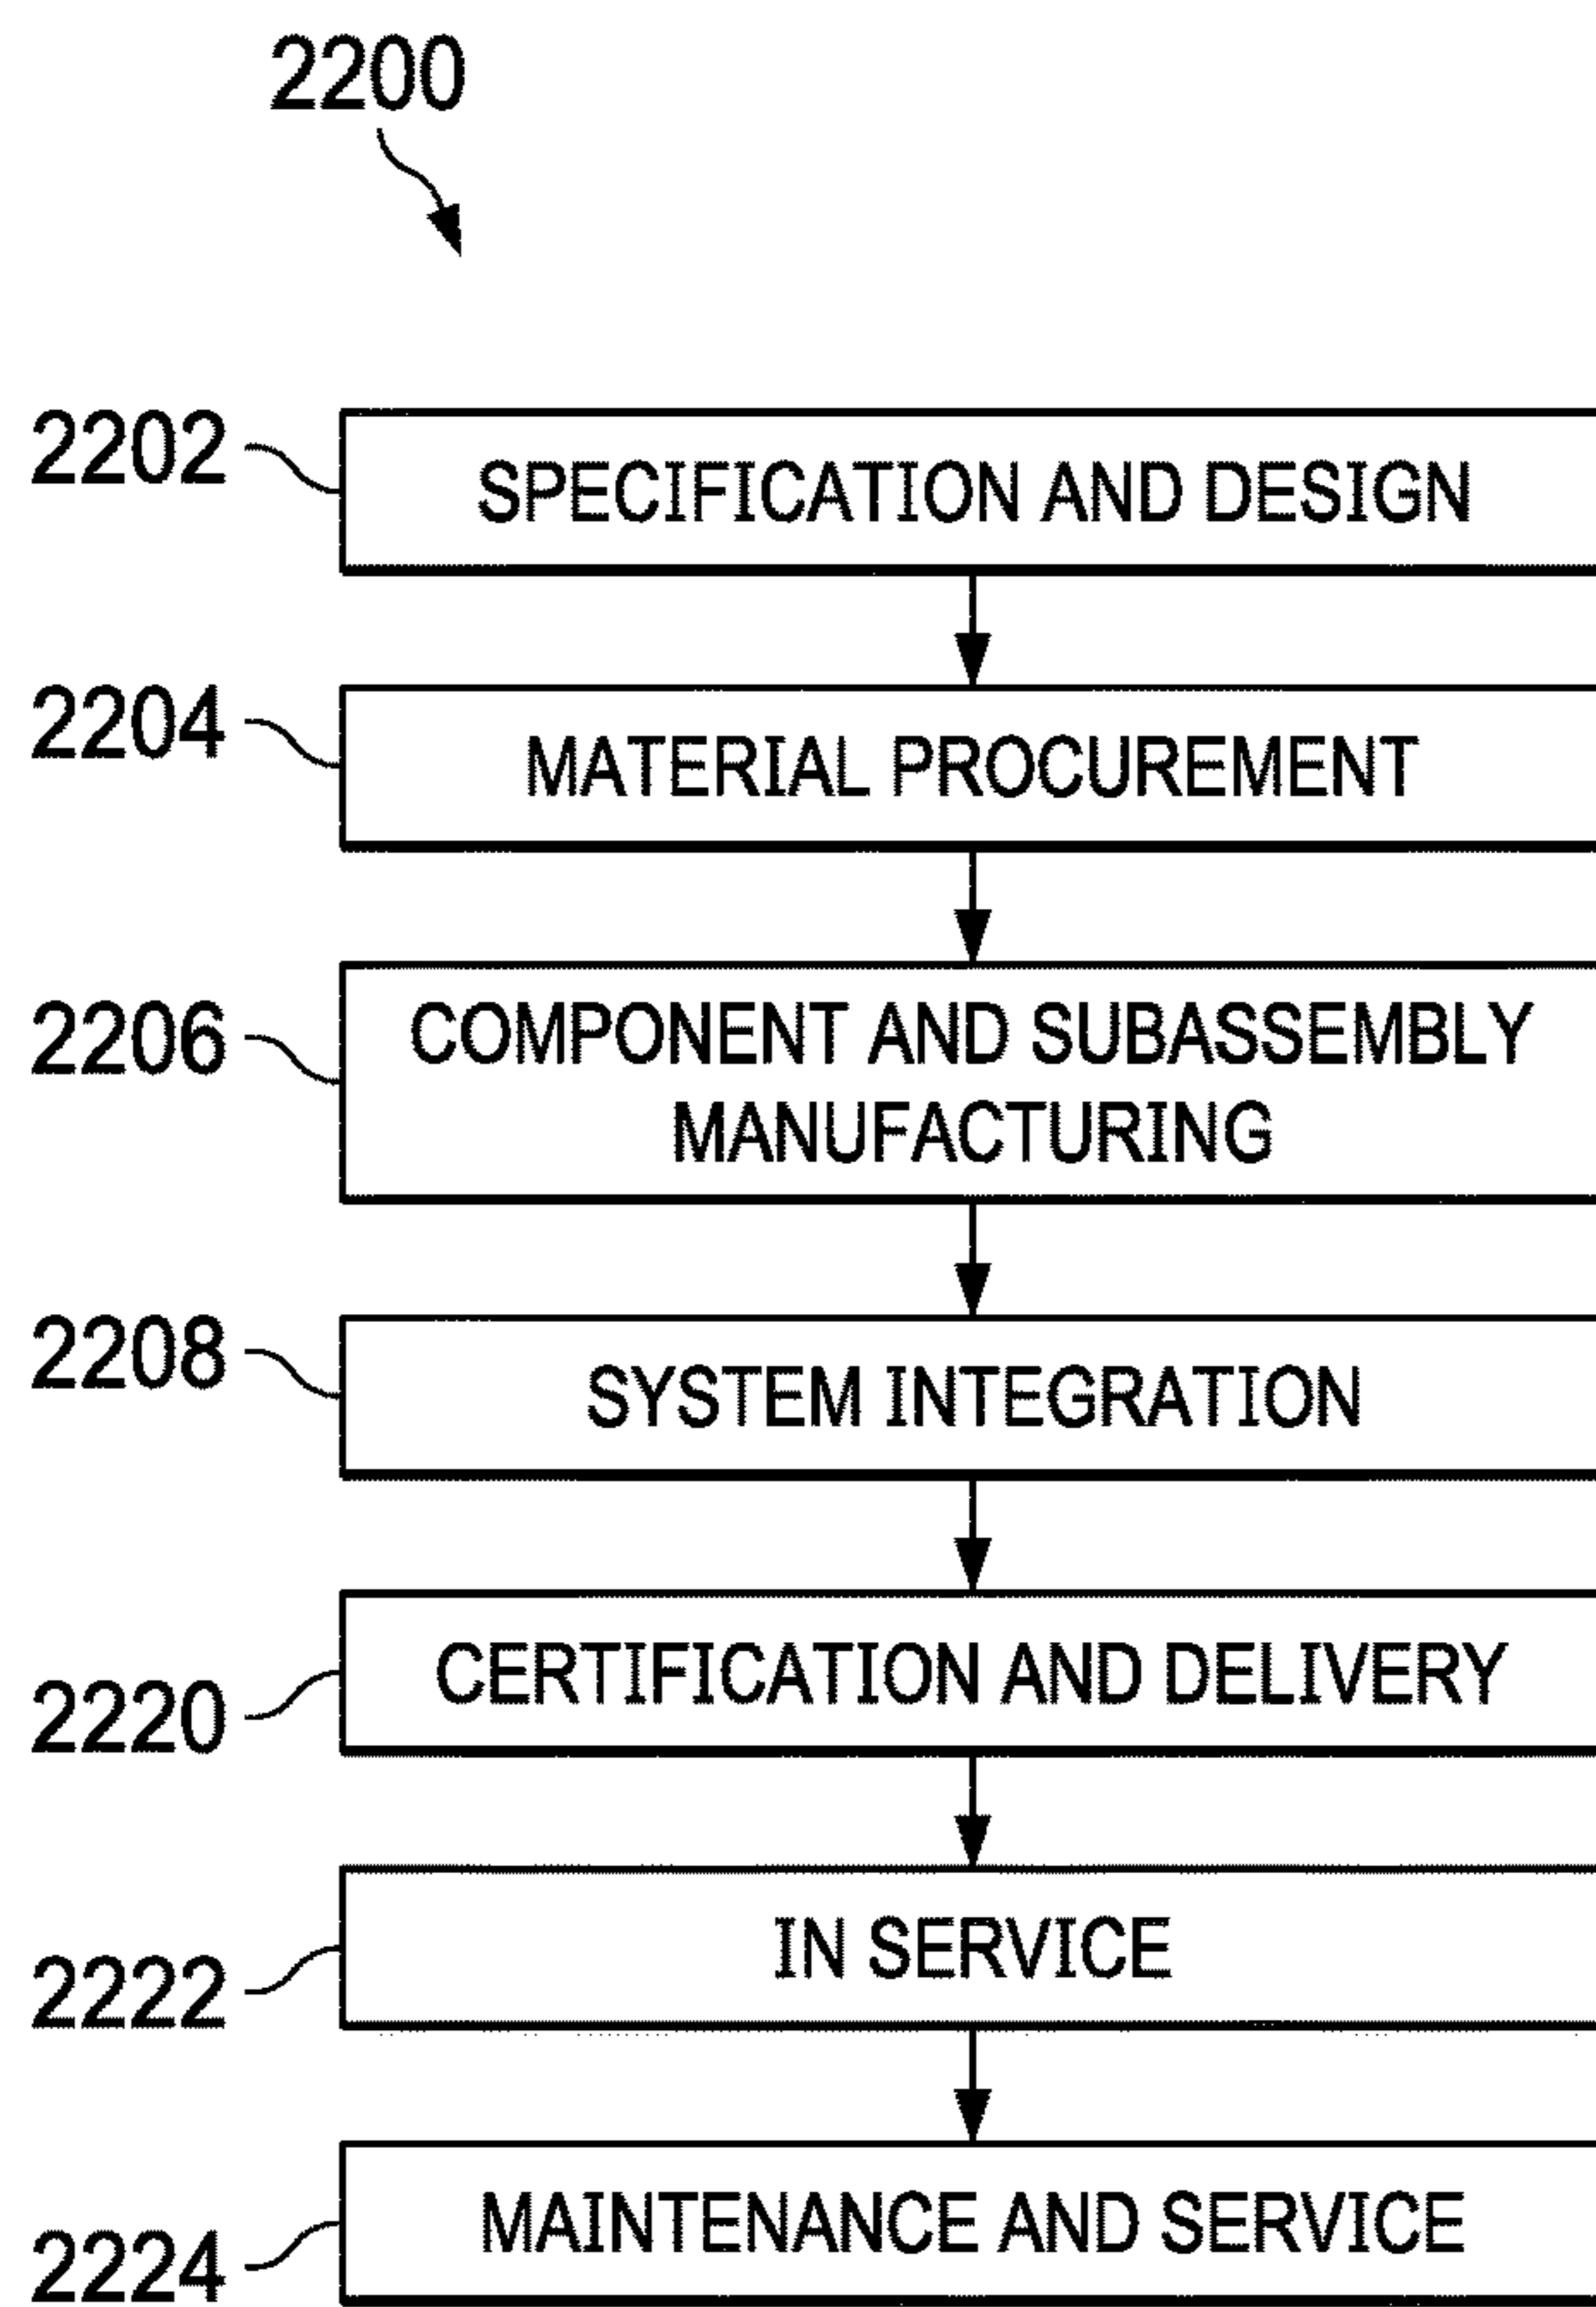 2200
2202
SPECIFICATION AND DESIGN
2204
MATERIAL PROCUREMENT
2206
COMPONENT AND SUBASSEMBLY
MANUFACTURING
2208
SYSTEM INTEGRATION
2220
CERTIFICATION AND DELIVERY
2222
IN SERVICE
2224
MAINTENANCE AND SERVICE